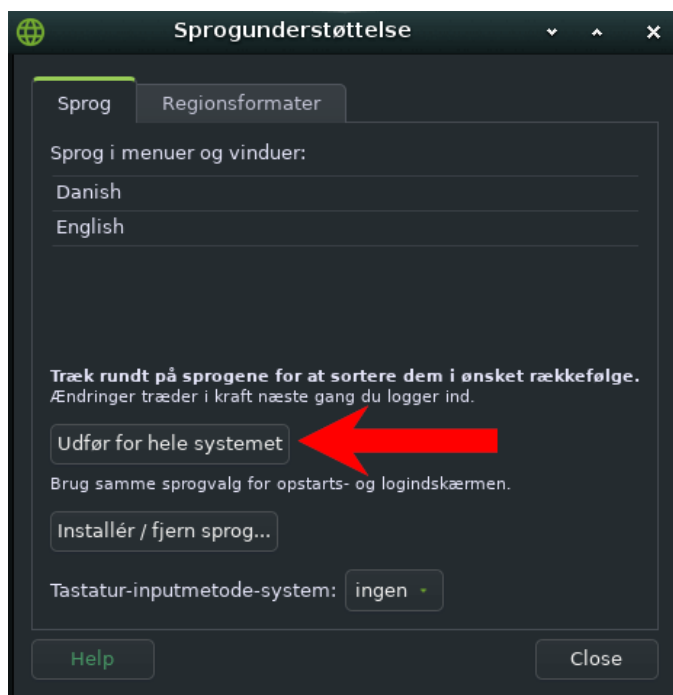 Sprogunderstøttelse
Sprog
Regionsformater
Sprog i menuer og vinduer:
Danish
English
Træk rundt på sprogene for at sortere dem i ønsket rækkefølge.
Ændringer træder i kraft næste gang du logger ind.
Udfør for hele systemet
Brug samme sprogvalg for opstarts- og logindskærmen.
Installér / fjern sprog...
Tastatur-inputmetode-system: ingen
Help
Close